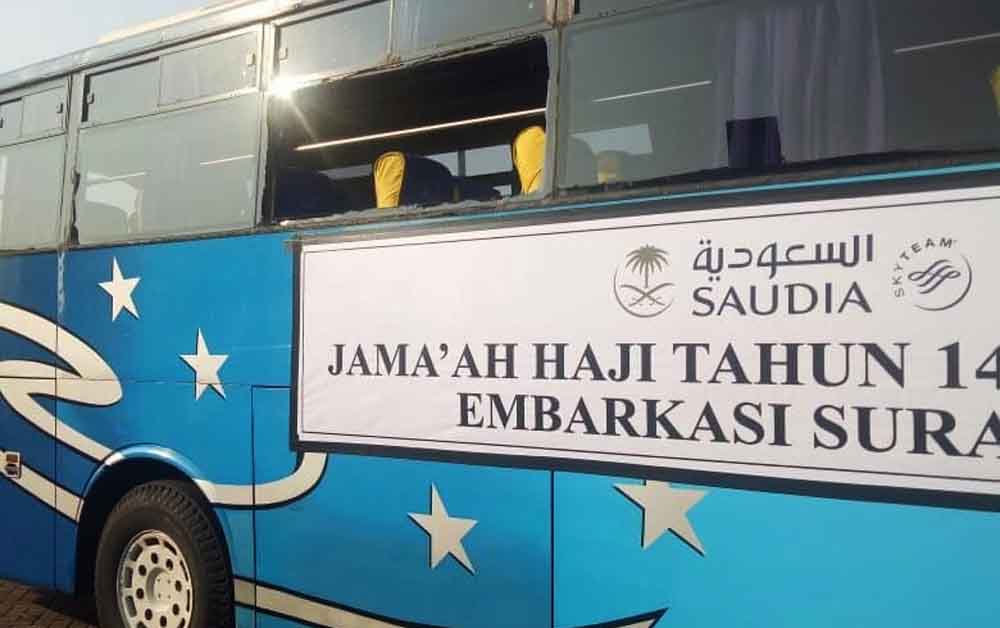 السعودية
SAUDIA
SKYTEAM
JAMA'AH HAJI TAHUN 14
EMBARKASI SURA